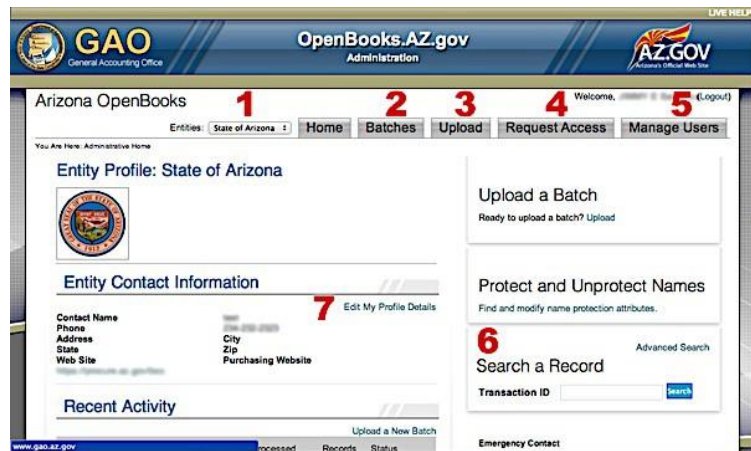 LIVE HELP
GAO
General Accounting Office
OpenBooks.AZ.gov
Administration
AZ.GOV
Arizona's Official Web Site
Arizona OpenBooks
1 2 3 4 5
Welcome, (Logout)
Entities: State of Arizona Home Batches Upload Request Access Manage Users
You Are Here: Administrative Home
Entity Profile: State of Arizona
Upload a Batch
Ready to upload a batch? Upload
Entity Contact Information
Protect and Unprotect Names
7 Edit My Profile Details
Find and modify name protection attributes.
Contact Name
Phone
Address City
State Zip
Web Site Purchasing Website
6
Advanced Search
Search a Record
Transaction ID Search
Recent Activity
Upload a New Batch
www.gao.az.gov
rocessed Records Status
Emergency Contact